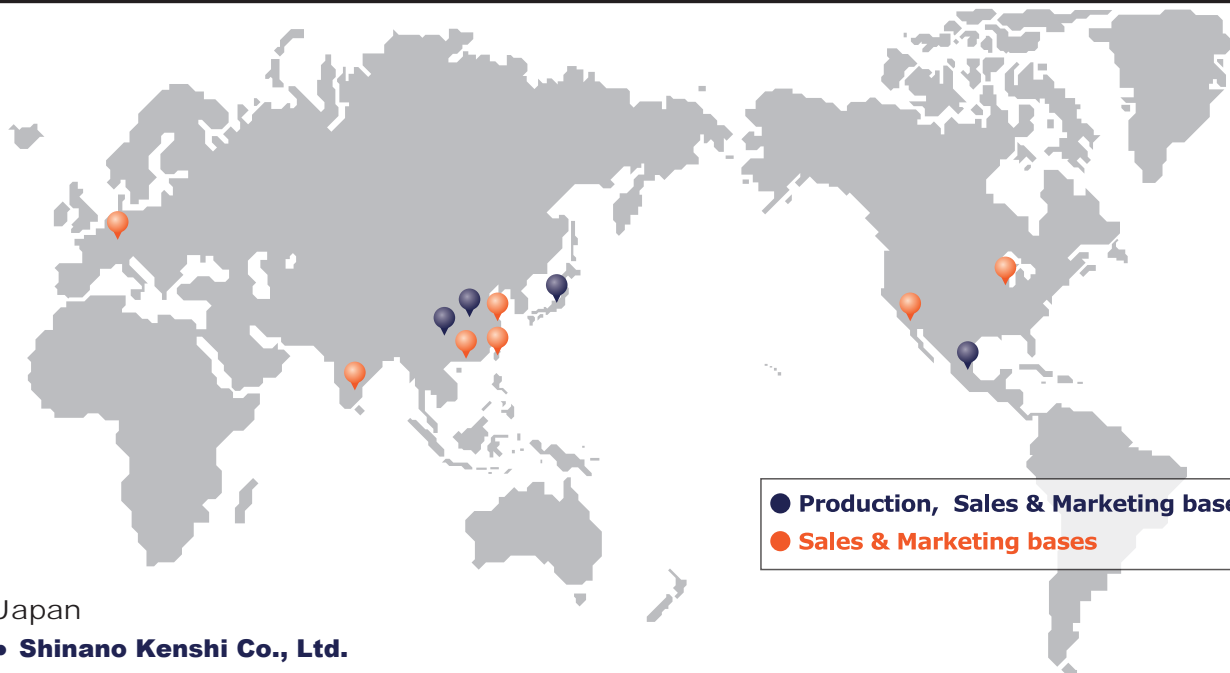 Production, Sales & Marketing base
Sales & Marketing bases
Japan
• Shinano Kenshi Co., Ltd.